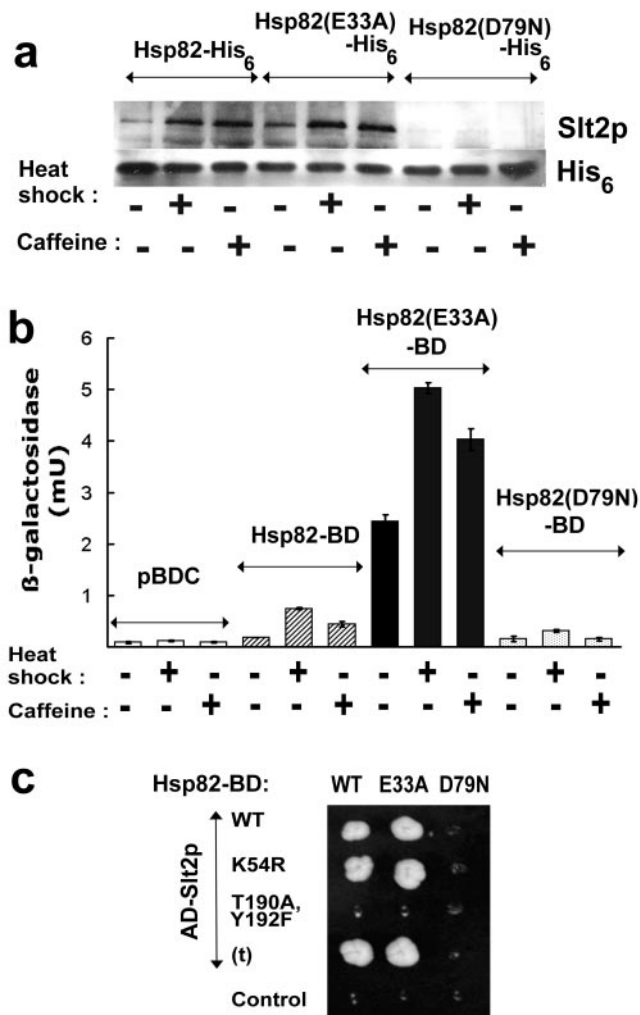 a
Hsp82-His6
Hsp82(E33A)
-His6
Hsp82(D79N)
-His6
Slt2p
His6
Heat
shock : - + - - + - - + -
Caffeine : - - + - - + - - +
b
ß-galactosidase
(mU)
6
5
4
3
2
1
pBDC
Hsp82-BD
Hsp82(E33A)
-BD
Hsp82(D79N)
-BD
Heat
shock : - + - - + - - + - - + -
Caffeine : - - + - - + - - + - - +
c
Hsp82-BD: WT E33A D79N
AD-Slt2p
WT
K54R
T190A,
Y192F
(t)
Control